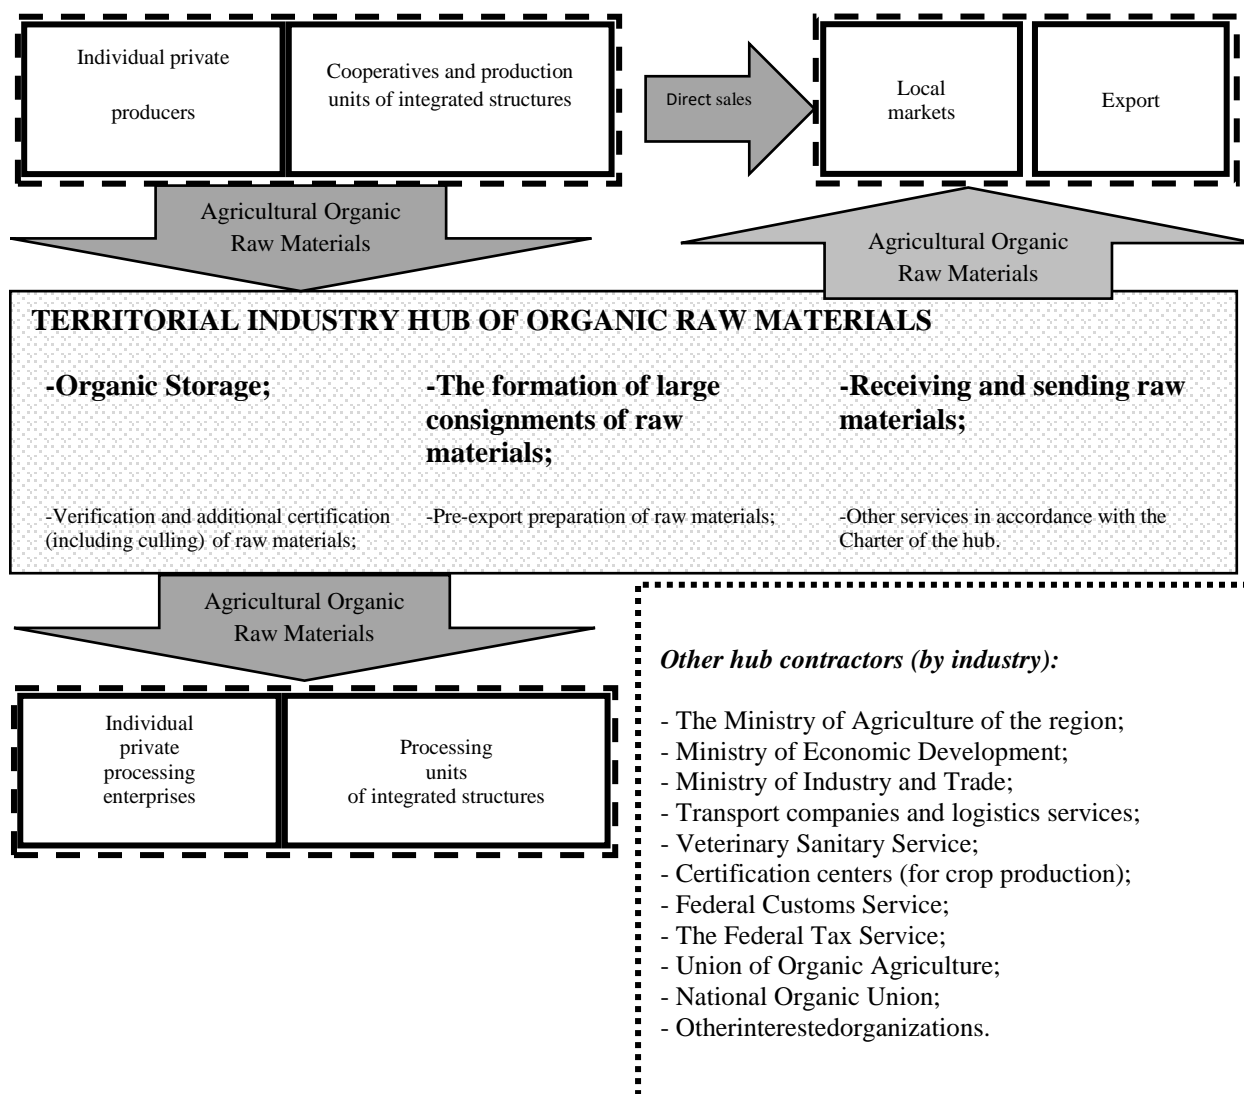 Individual private
producers
Cooperatives and production
units of integrated structures
Direct sales
Local
markets
Export
Agricultural Organic
Raw Materials
Agricultural Organic
Raw Materials
TERRITORIAL INDUSTRY HUB OF ORGANIC RAW MATERIALS
-Organic Storage;
-The formation of large
consignments of raw
materials;
-Receiving and sending raw
materials;
-Verification and additional certification
(including culling) of raw materials;
-Pre-export preparation of raw materials;
-Other services in accordance with the
Charter of the hub.
Agricultural Organic
Raw Materials
Individual
private
processing
enterprises
Processing
units
of integrated structures
Other hub contractors (by industry):
- The Ministry of Agriculture of the region;
- Ministry of Economic Development;
- Ministry of Industry and Trade;
- Transport companies and logistics services;
- Veterinary Sanitary Service;
- Certification centers (for crop production);
- Federal Customs Service;
- The Federal Tax Service;
- Union of Organic Agriculture;
- National Organic Union;
- Otherinterestedorganizations.